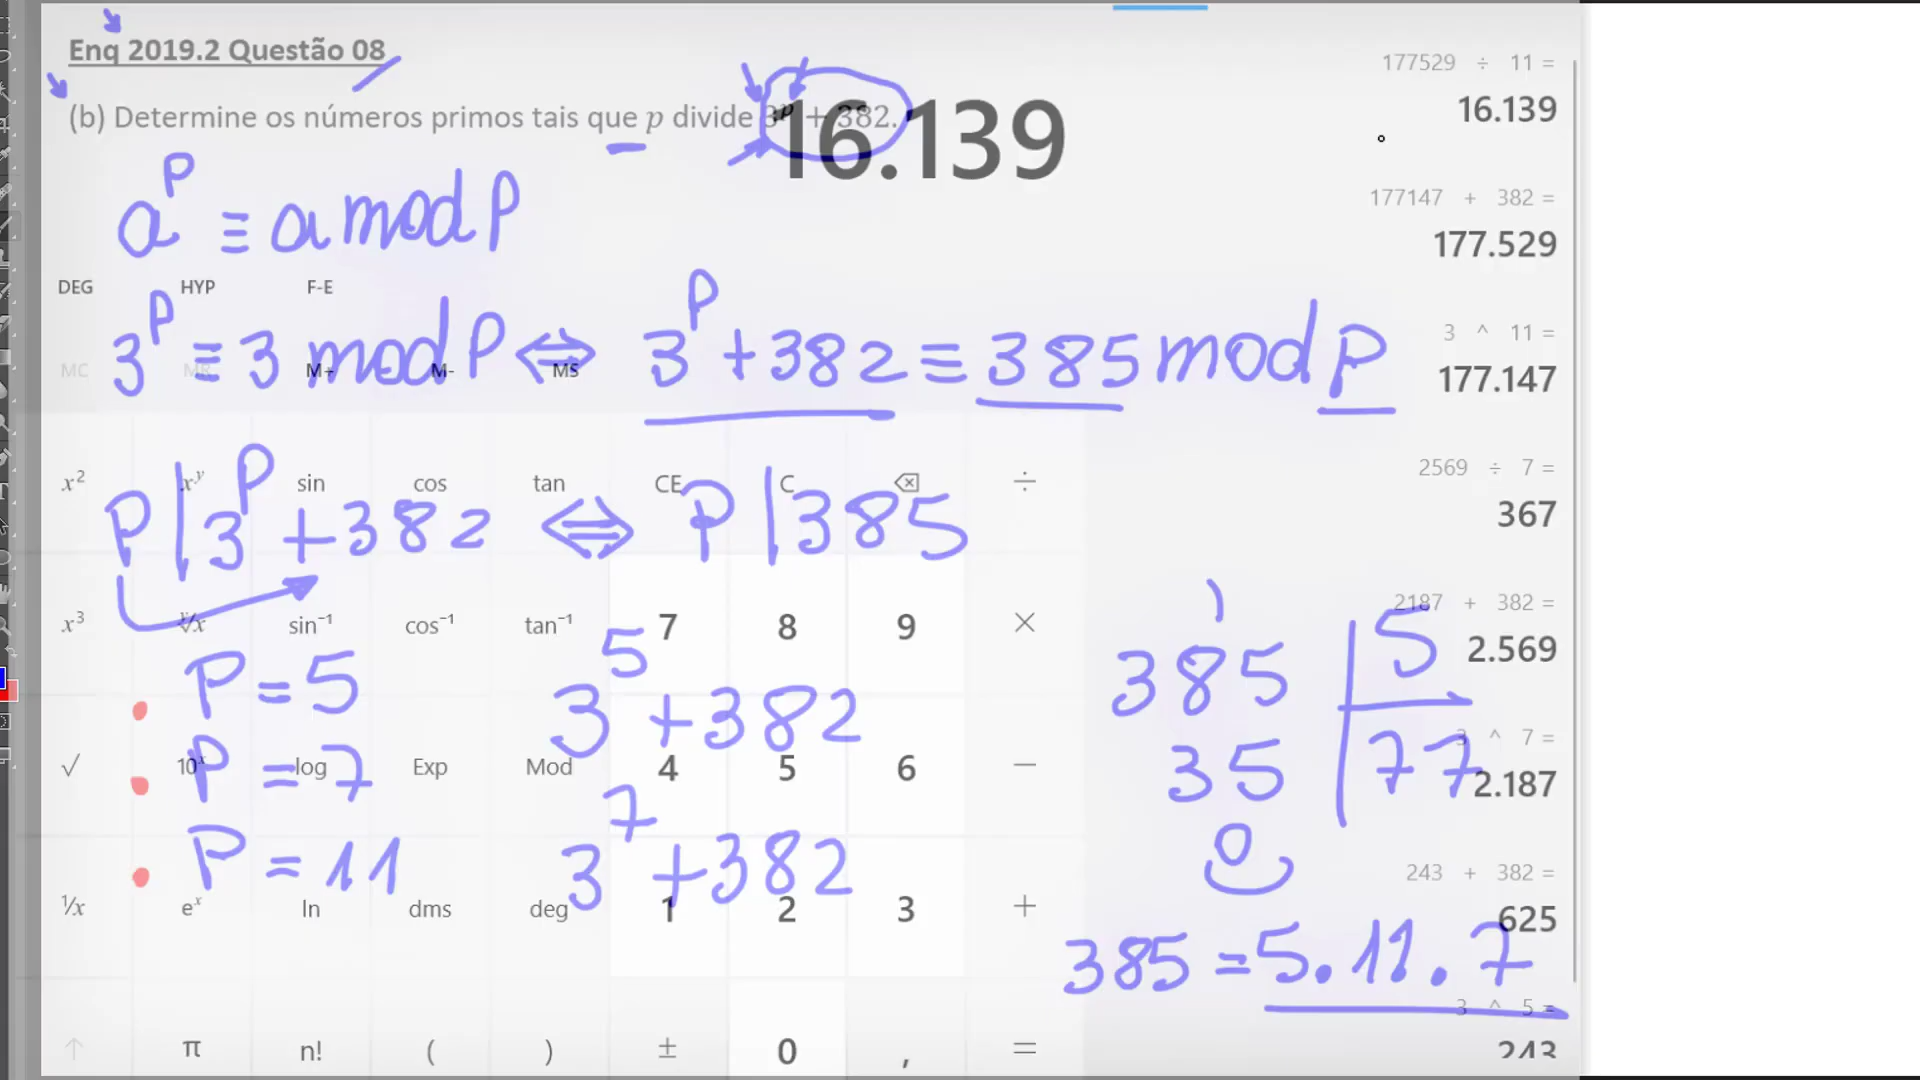 Enq 2019.2 Questão 08
(b) Determine os números primos tais que p divide 3^p + 382.
16.139
a^p ≡ a mod p
DEG HYP F-E
3^p ≡ 3 mod p ⇔ 3^p + 382 ≡ 385 mod p
MC MR M+ M- MS
p | 3^p + 382 ⇔ p | 385
x² x^y sin cos tan CE C ÷
x³ sin⁻¹ cos⁻¹ tan⁻¹ 7 8 9 ×
P = 5
3^5 + 382
√ 10^x log Exp Mod 4 5 6 −
P = 7
3^7 + 382
P = 11
¹/x e^x ln dms deg 1 2 3 +
↑ π n! ( ) ± 0 , =
385 | 5
35 77
0
385 = 5.11.7
177529 ÷ 11 =
16.139
177147 + 382 =
177.529
3 ^ 11 =
177.147
2569 ÷ 7 =
367
2187 + 382 =
2.569
3 ^ 7 =
2.187
243 + 382 =
625
3 ^ 5 =
243